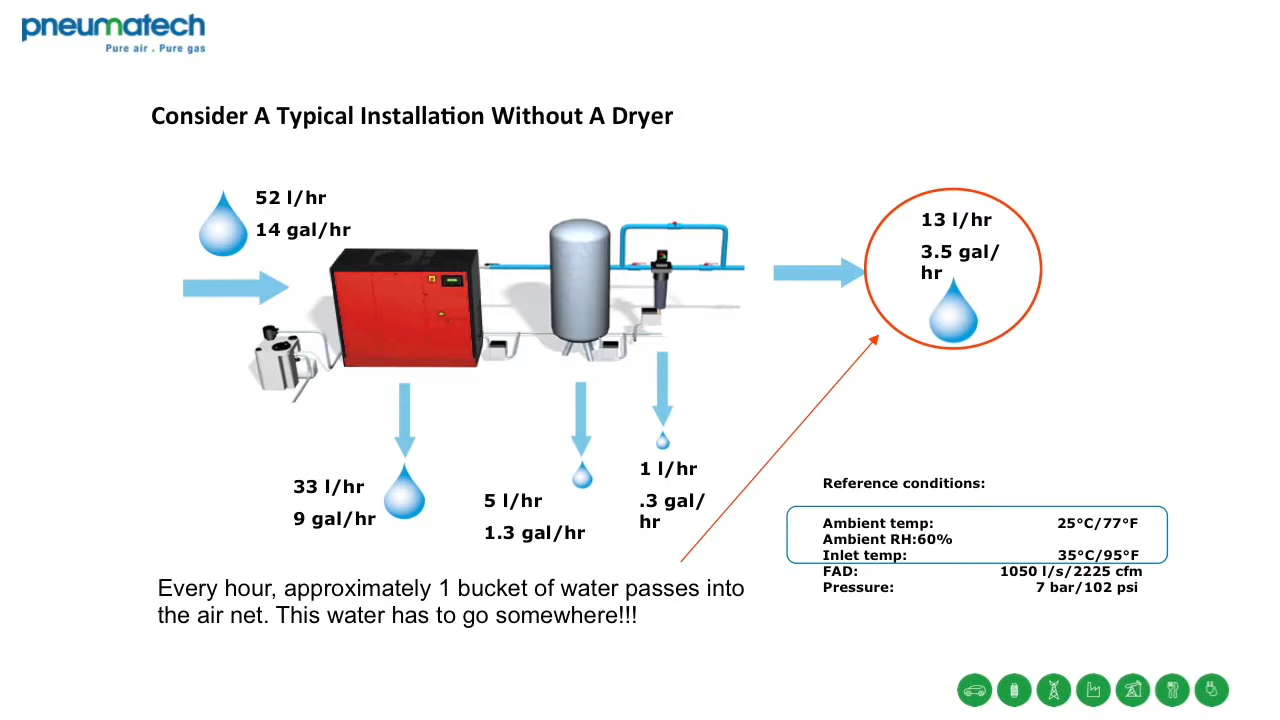 pneumatech
Pure air . Pure gas
Consider A Typical Installation Without A Dryer
52 l/hr
14 gal/hr
13 l/hr
3.5 gal/
hr
33 l/hr
9 gal/hr
5 l/hr
1.3 gal/hr
1 l/hr
.3 gal/
hr
Every hour, approximately 1 bucket of water passes into
the air net. This water has to go somewhere!!!
Reference conditions:
Ambient temp: 25°C/77°F
Ambient RH:60%
Inlet temp: 35°C/95°F
FAD: 1050 l/s/2225 cfm
Pressure: 7 bar/102 psi